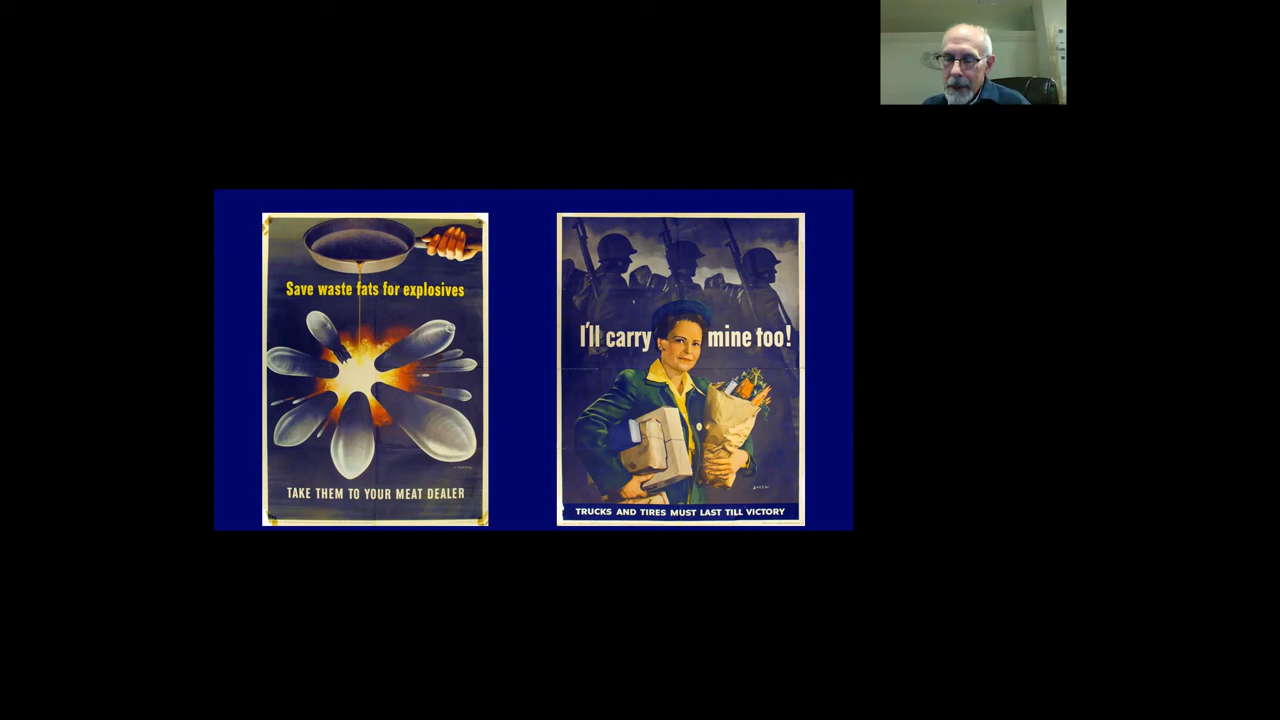 Save waste fats for explosives
TAKE THEM TO YOUR MEAT DEALER
I'll carry mine too!
TRUCKS AND TIRES MUST LAST TILL VICTORY